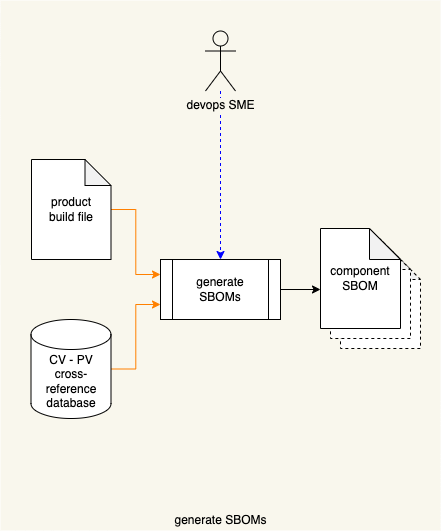 devops SME
product
build file
generate
SBOMs
component
SBOM
CV - PV
cross-
reference
database
generate SBOMs